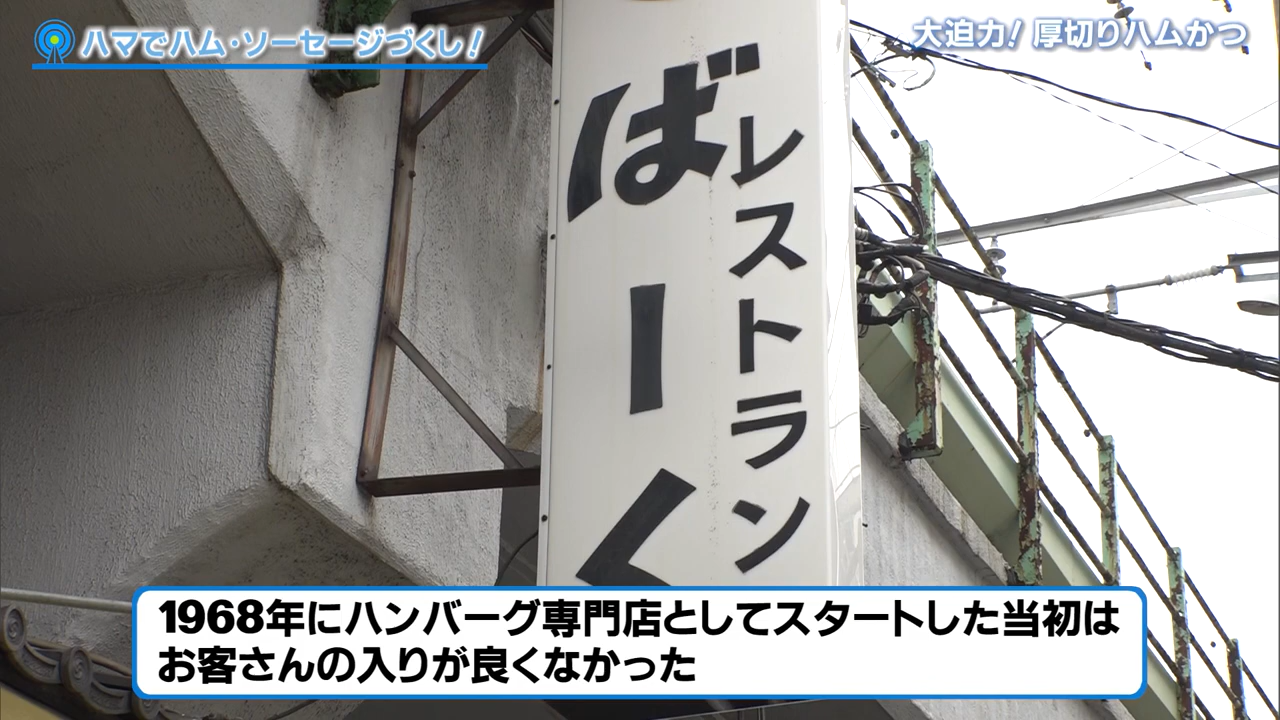 ハマでハム・ソーセージづくし！
大迫力！厚切りハムかつ
レストラン
ばーく
1968年にハンバーグ専門店としてスタートした当初は
お客さんの入りが良くなかった